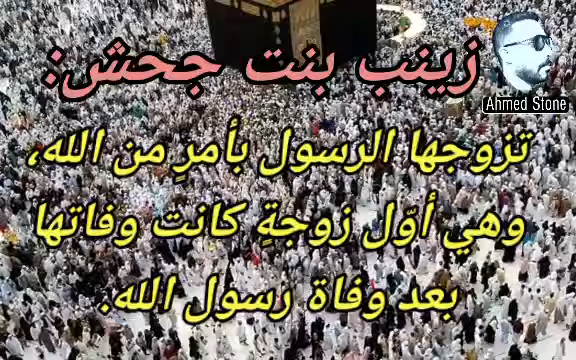 زينب بنت جحش:
Ahmed Stone
تزوجها الرسول بأمرِ من الله،
وهي أوّل زوجةِ كانت وفاتها
بعد وفاة رسول الله.